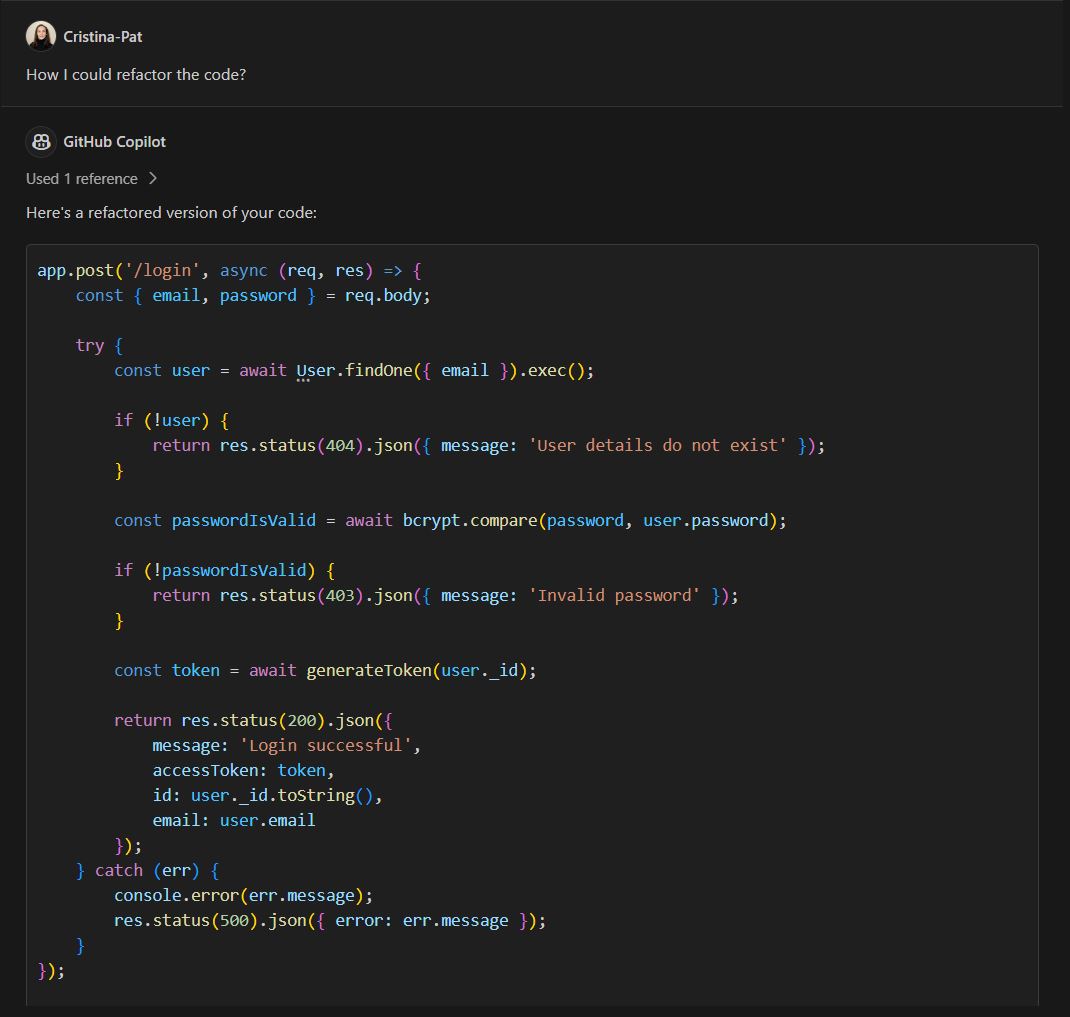 Cristina-Pat
How I could refactor the code?
GitHub Copilot
Used 1 reference >
Here's a refactored version of your code:
app.post('/login', async (req, res) => {
    const { email, password } = req.body;

    try {
        const user = await User.findOne({ email }).exec();

        if (!user) {
            return res.status(404).json({ message: 'User details do not exist' });
        }

        const passwordIsValid = await bcrypt.compare(password, user.password);

        if (!passwordIsValid) {
            return res.status(403).json({ message: 'Invalid password' });
        }

        const token = await generateToken(user._id);

        return res.status(200).json({
            message: 'Login successful',
            accessToken: token,
            id: user._id.toString(),
            email: user.email
        });
    } catch (err) {
        console.error(err.message);
        res.status(500).json({ error: err.message });
    }
});